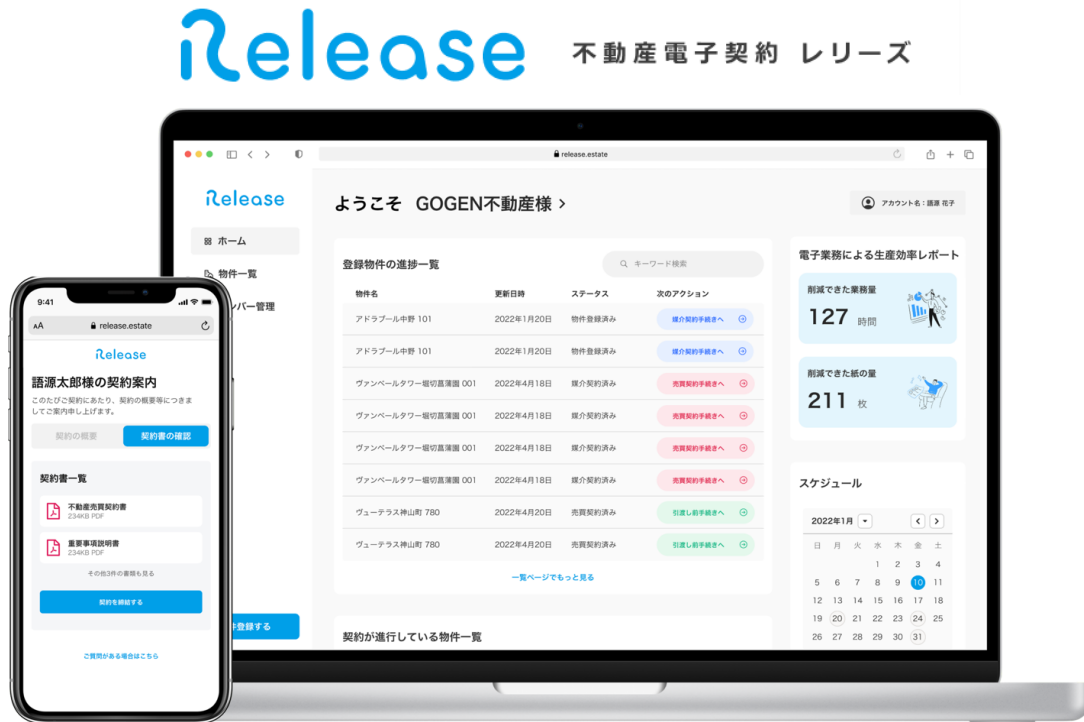 Release 不動産電子契約 レリーズ
release.estate
Release
ようこそ GOGEN不動産様
アカウント名：語源 花子
ホーム
物件一覧
ンバー管理
件登録する
登録物件の進捗一覧
キーワード検索
物件名 更新日時 ステータス 次のアクション
アドラブール中野 101 2022年1月20日 物件登録済み 媒介契約手続きへ
アドラブール中野 101 2022年1月20日 物件登録済み 媒介契約手続きへ
ヴァンベールタワー堀切菖蒲園 001 2022年4月18日 媒介契約済み 売買契約手続きへ
ヴァンベールタワー堀切菖蒲園 001 2022年4月18日 媒介契約済み 売買契約手続きへ
ヴァンベールタワー堀切菖蒲園 001 2022年4月18日 媒介契約済み 売買契約手続きへ
ヴァンベールタワー堀切菖蒲園 001 2022年4月18日 媒介契約済み 売買契約手続きへ
ヴューテラス神山町 780 2022年4月20日 売買契約済み 引渡し前手続きへ
ヴューテラス神山町 780 2022年4月20日 売買契約済み 引渡し前手続きへ
一覧ページでもっと見る
契約が進行している物件一覧
電子業務による生産効率レポート
削減できた業務量
127 時間
削減できた紙の量
211 枚
スケジュール
2022年1月
日 月 火 水 木 金 土
1 2 3 4
5 6 7 8 9 10 11
12 13 14 15 16 17 18
19 20 21 22 23 24 25
26 27 28 29 30 31
9:41
AA release.estate
Release
語源太郎様の契約案内
このたびご契約にあたり、契約の概要等につきま
してご案内申し上げます。
契約の概要 契約書の確認
契約書一覧
不動産売買契約書
234KB PDF
重要事項説明書
234KB PDF
その他3件の書類も見る
契約を締結する
ご質問がある場合はこちら